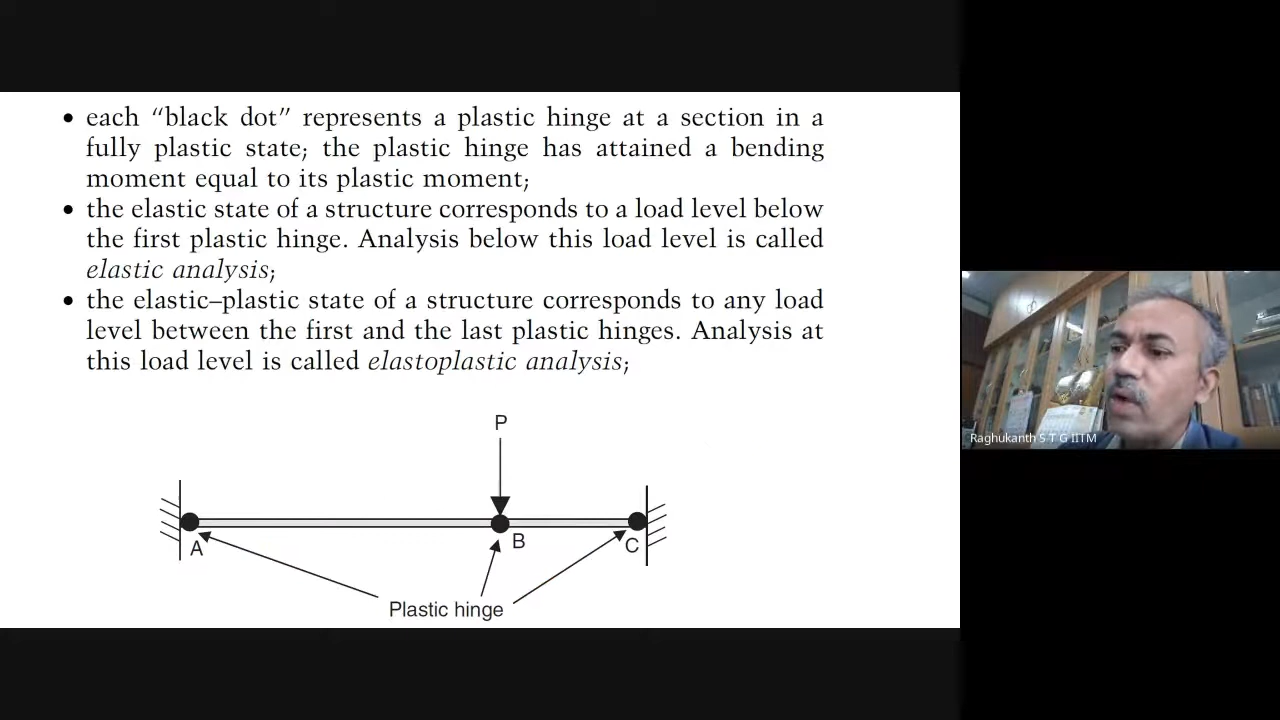 • each “black dot” represents a plastic hinge at a section in a
fully plastic state; the plastic hinge has attained a bending
moment equal to its plastic moment;
• the elastic state of a structure corresponds to a load level below
the first plastic hinge. Analysis below this load level is called
elastic analysis;
• the elastic–plastic state of a structure corresponds to any load
level between the first and the last plastic hinges. Analysis at
this load level is called elastoplastic analysis;
P
A
B
C
Plastic hinge
Raghukanth S T G IITM